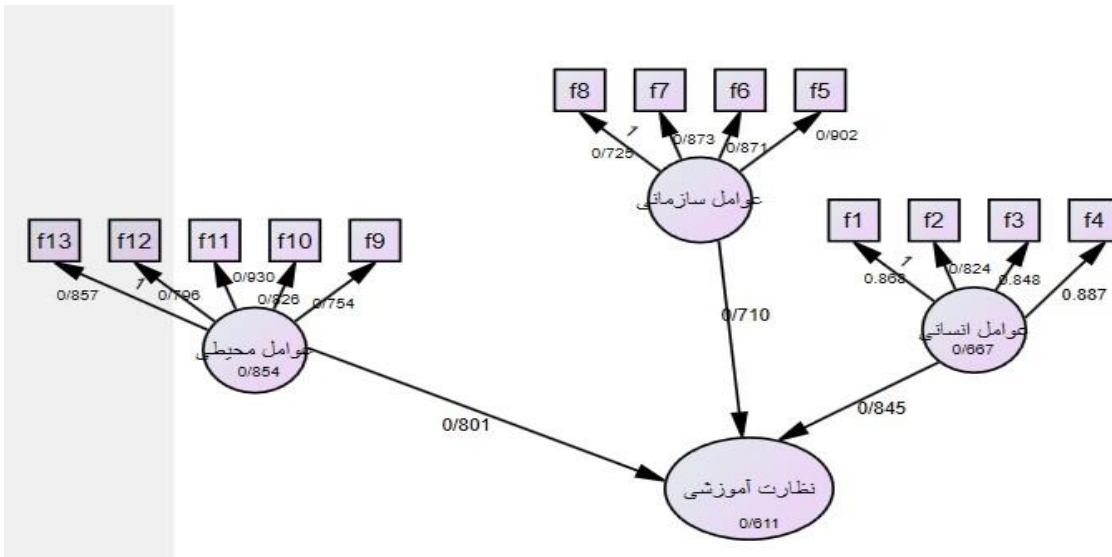 f8 f7 f6 f5
1
0/725 0/873 0/871 0/902
عوامل سازمانی
f13 f12 f11 f10 f9
1
0/857 0/796 0/930 0/826 0/754
عوامل محیطی
0/854
f1 f2 f3 f4
1
0.868 0/824 0.848 0.887
عوامل انسانی
0/667
0/710
0/845
0/801
نظارت آموزشی
0/611